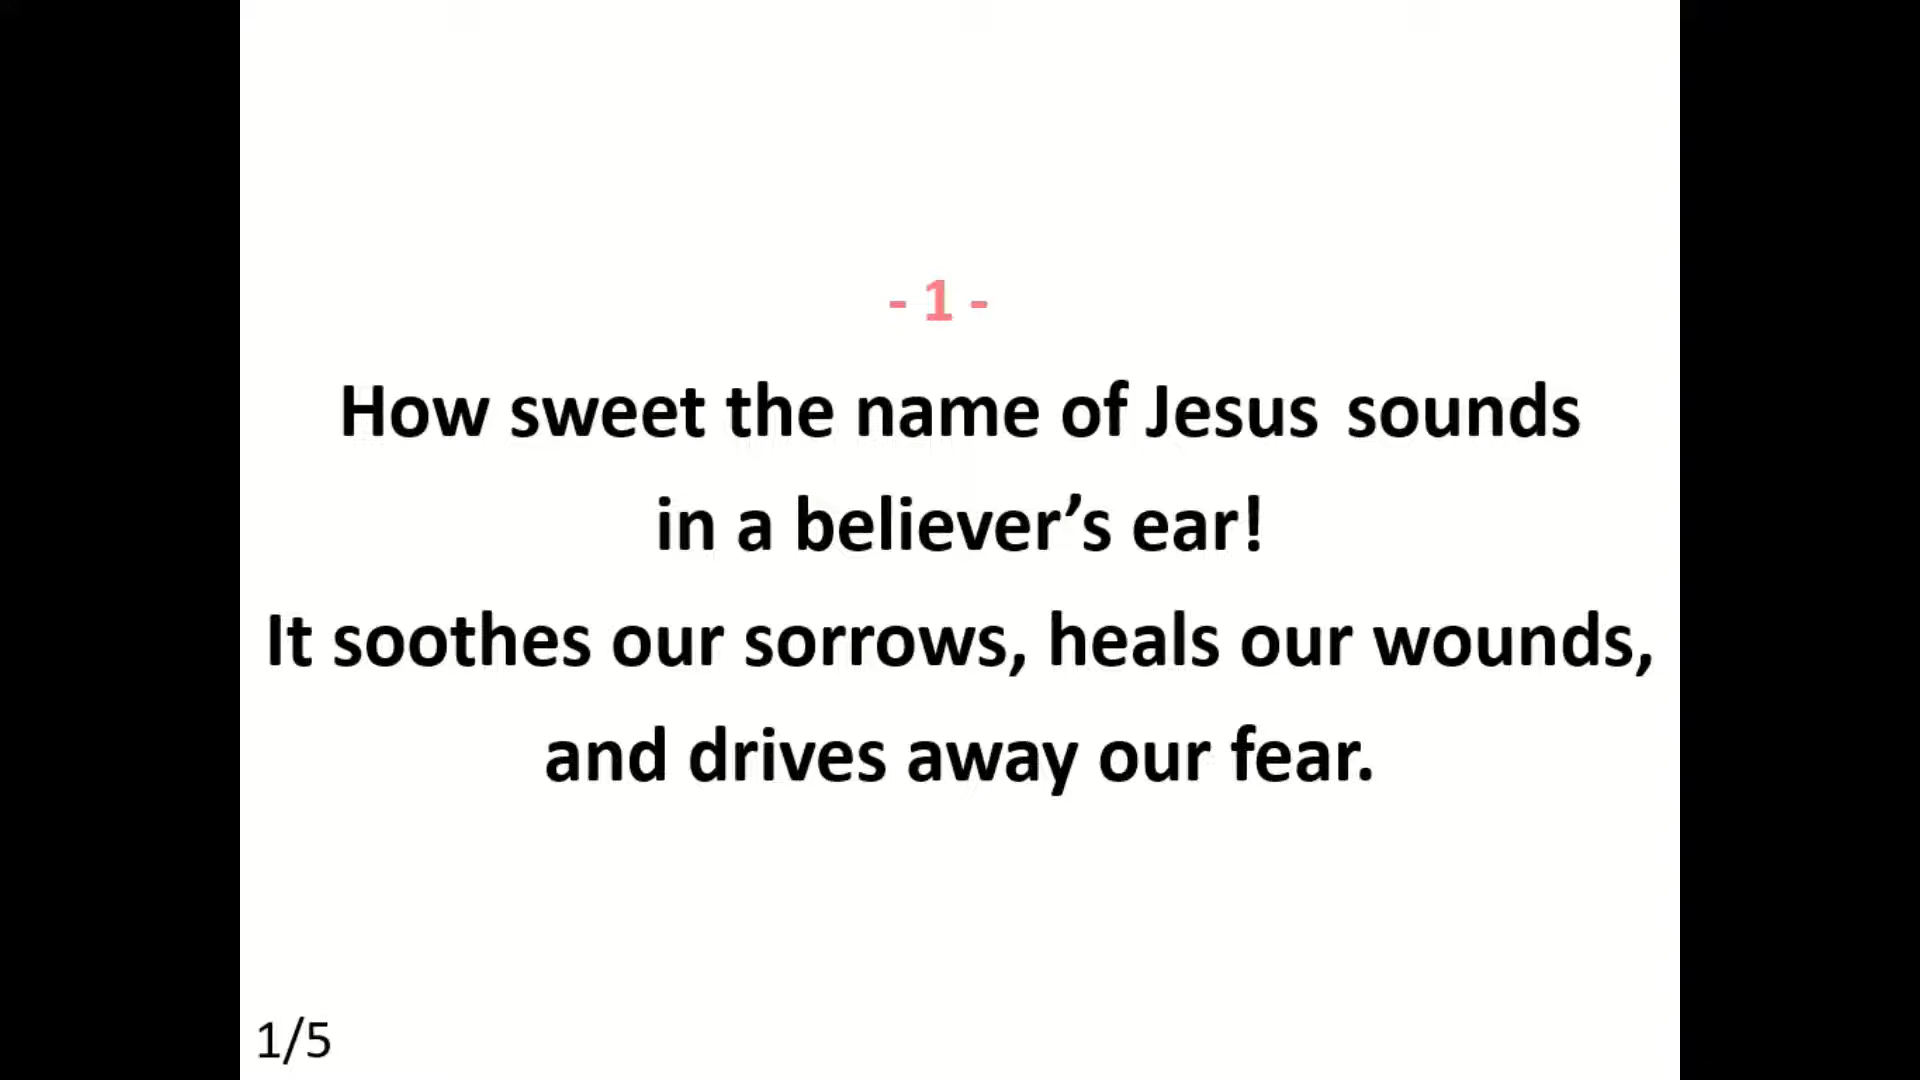 - 1 -
How sweet the name of Jesus sounds
in a believer’s ear!
It soothes our sorrows, heals our wounds,
and drives away our fear.
1/5